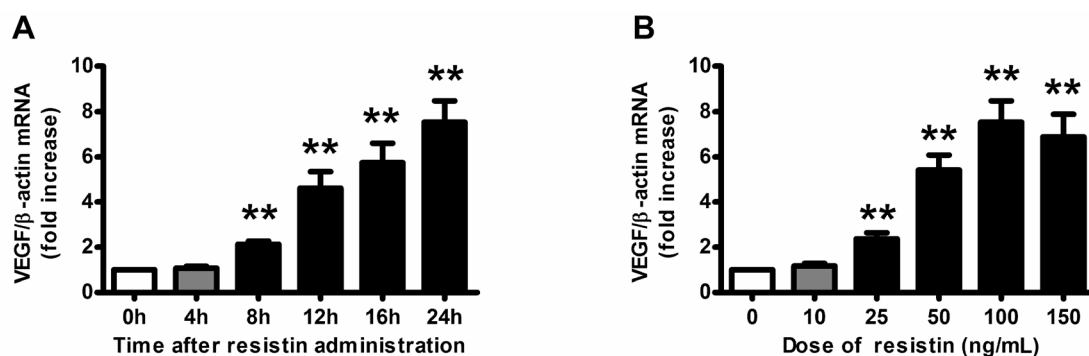 A
VEGF/β-actin mRNA
(fold increase)
10
8
6
4
2
0
**
**
**
**
0h 4h 8h 12h 16h 24h
Time after resistin administration
B
VEGF/β-actin mRNA
(fold increase)
10
8
6
4
2
0
**
**
**
**
0 10 25 50 100 150
Dose of resistin (ng/mL)